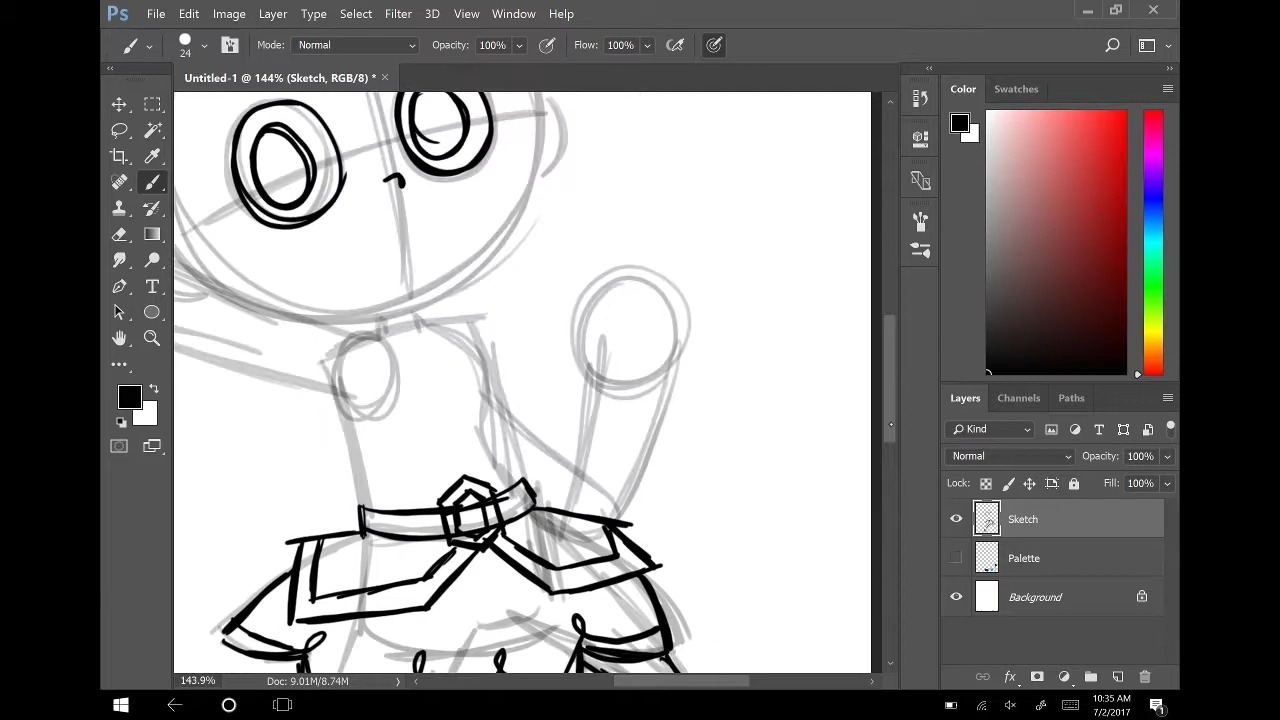 Ps File Edit Image Layer Type Select Filter 3D View Window Help
24 Mode: Normal Opacity: 100% Flow: 100%
Untitled-1 @ 144% (Sketch, RGB/8) * ×
Color Swatches
Layers Channels Paths
Kind
Normal Opacity: 100%
Lock: Fill: 100%
Sketch
Palette
Background
143.9% Doc: 9.01M/8.74M
10:35 AM
7/2/2017
1